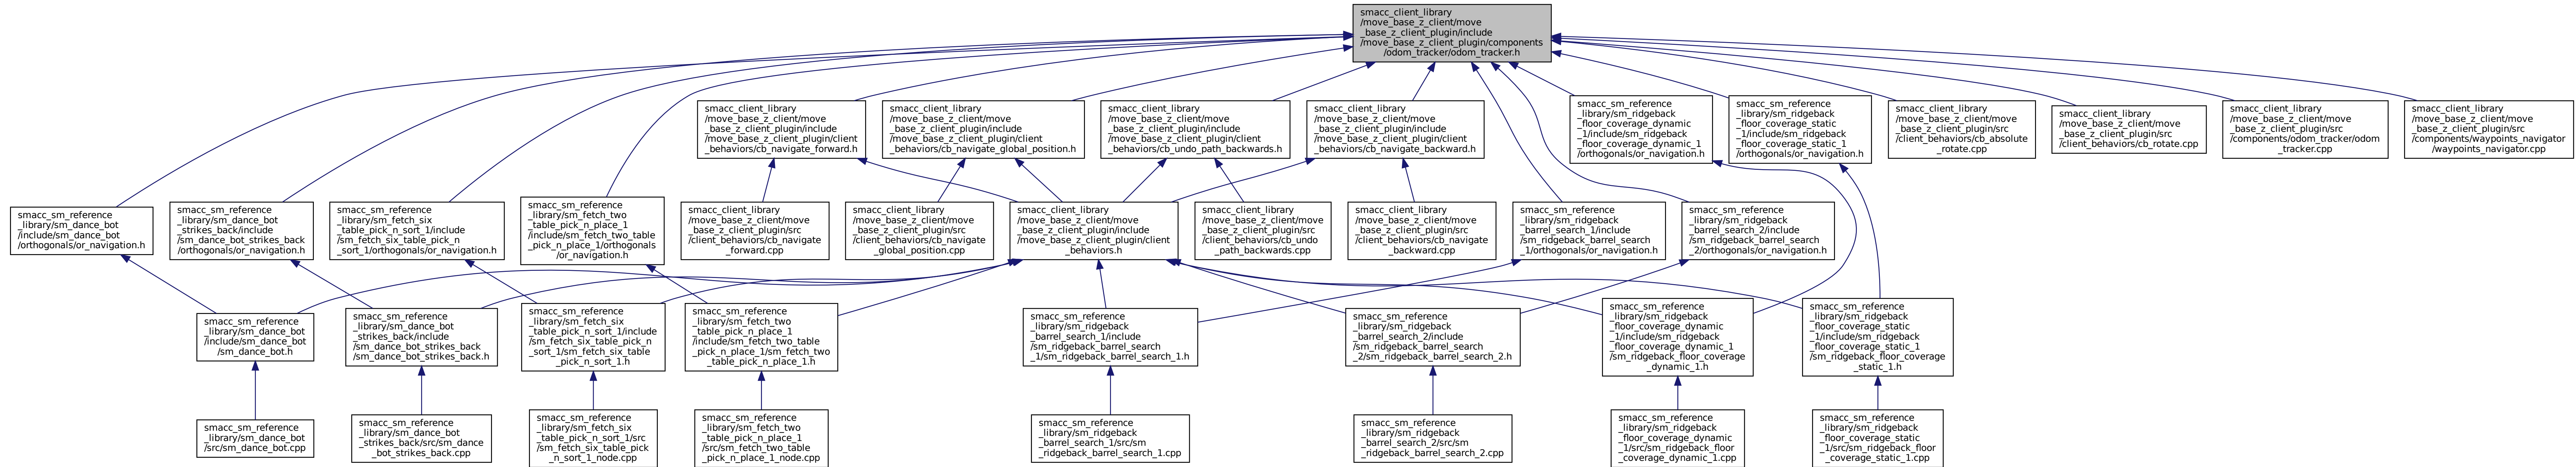 smacc_client_library
/move_base_z_client/move
_base_z_client_plugin/include
/move_base_z_client_plugin/components
/odom_tracker/odom_tracker.h
smacc_client_library
/move_base_z_client/move
_base_z_client_plugin/include
/move_base_z_client_plugin/client
_behaviors/cb_navigate_forward.h
smacc_client_library
/move_base_z_client/move
_base_z_client_plugin/include
/move_base_z_client_plugin/client
_behaviors/cb_navigate_global_position.h
smacc_client_library
/move_base_z_client/move
_base_z_client_plugin/include
/move_base_z_client_plugin/client
_behaviors/cb_undo_path_backwards.h
smacc_client_library
/move_base_z_client/move
_base_z_client_plugin/include
/move_base_z_client_plugin/client
_behaviors/cb_navigate_backward.h
smacc_sm_reference
_library/sm_ridgeback
_floor_coverage_dynamic
_1/include/sm_ridgeback
_floor_coverage_dynamic_1
/orthogonals/or_navigation.h
smacc_sm_reference
_library/sm_ridgeback
_floor_coverage_static
_1/include/sm_ridgeback
_floor_coverage_static_1
/orthogonals/or_navigation.h
smacc_client_library
/move_base_z_client/move
_base_z_client_plugin/src
/client_behaviors/cb_absolute
_rotate.cpp
smacc_client_library
/move_base_z_client/move
_base_z_client_plugin/src
/client_behaviors/cb_rotate.cpp
smacc_client_library
/move_base_z_client/move
_base_z_client_plugin/src
/components/odom_tracker/odom
_tracker.cpp
smacc_client_library
/move_base_z_client/move
_base_z_client_plugin/src
/components/waypoints_navigator
/waypoints_navigator.cpp
smacc_sm_reference
_library/sm_dance_bot
/include/sm_dance_bot
/orthogonals/or_navigation.h
smacc_sm_reference
_library/sm_dance_bot
_strikes_back/include
/sm_dance_bot_strikes_back
/orthogonals/or_navigation.h
smacc_sm_reference
_library/sm_fetch_six
_table_pick_n_sort_1/include
/sm_fetch_six_table_pick_n
_sort_1/orthogonals/or_navigation.h
smacc_sm_reference
_library/sm_fetch_two
_table_pick_n_place_1
/include/sm_fetch_two_table
_pick_n_place_1/orthogonals
/or_navigation.h
smacc_client_library
/move_base_z_client/move
_base_z_client_plugin/src
/client_behaviors/cb_navigate
_forward.cpp
smacc_client_library
/move_base_z_client/move
_base_z_client_plugin/src
/client_behaviors/cb_navigate
_global_position.cpp
smacc_client_library
/move_base_z_client/move
_base_z_client_plugin/include
/move_base_z_client_plugin/client
_behaviors.h
smacc_client_library
/move_base_z_client/move
_base_z_client_plugin/src
/client_behaviors/cb_undo
_path_backwards.cpp
smacc_client_library
/move_base_z_client/move
_base_z_client_plugin/src
/client_behaviors/cb_navigate
_backward.cpp
smacc_sm_reference
_library/sm_ridgeback
_barrel_search_1/include
/sm_ridgeback_barrel_search
_1/orthogonals/or_navigation.h
smacc_sm_reference
_library/sm_ridgeback
_barrel_search_2/include
/sm_ridgeback_barrel_search
_2/orthogonals/or_navigation.h
smacc_sm_reference
_library/sm_dance_bot
/include/sm_dance_bot
/sm_dance_bot.h
smacc_sm_reference
_library/sm_dance_bot
_strikes_back/include
/sm_dance_bot_strikes_back
/sm_dance_bot_strikes_back.h
smacc_sm_reference
_library/sm_fetch_six
_table_pick_n_sort_1/include
/sm_fetch_six_table_pick_n
_sort_1/sm_fetch_six_table
_pick_n_sort_1.h
smacc_sm_reference
_library/sm_fetch_two
_table_pick_n_place_1
/include/sm_fetch_two_table
_pick_n_place_1/sm_fetch_two
_table_pick_n_place_1.h
smacc_sm_reference
_library/sm_ridgeback
_barrel_search_1/include
/sm_ridgeback_barrel_search
_1/sm_ridgeback_barrel_search_1.h
smacc_sm_reference
_library/sm_ridgeback
_barrel_search_2/include
/sm_ridgeback_barrel_search
_2/sm_ridgeback_barrel_search_2.h
smacc_sm_reference
_library/sm_ridgeback
_floor_coverage_dynamic
_1/include/sm_ridgeback
_floor_coverage_dynamic_1
/sm_ridgeback_floor_coverage
_dynamic_1.h
smacc_sm_reference
_library/sm_ridgeback
_floor_coverage_static
_1/include/sm_ridgeback
_floor_coverage_static_1
/sm_ridgeback_floor_coverage
_static_1.h
smacc_sm_reference
_library/sm_dance_bot
/src/sm_dance_bot.cpp
smacc_sm_reference
_library/sm_dance_bot
_strikes_back/src/sm_dance
_bot_strikes_back.cpp
smacc_sm_reference
_library/sm_fetch_six
_table_pick_n_sort_1/src
/sm_fetch_six_table_pick
_n_sort_1_node.cpp
smacc_sm_reference
_library/sm_fetch_two
_table_pick_n_place_1
/src/sm_fetch_two_table
_pick_n_place_1_node.cpp
smacc_sm_reference
_library/sm_ridgeback
_barrel_search_1/src/sm
_ridgeback_barrel_search_1.cpp
smacc_sm_reference
_library/sm_ridgeback
_barrel_search_2/src/sm
_ridgeback_barrel_search_2.cpp
smacc_sm_reference
_library/sm_ridgeback
_floor_coverage_dynamic
_1/src/sm_ridgeback_floor
_coverage_dynamic_1.cpp
smacc_sm_reference
_library/sm_ridgeback
_floor_coverage_static
_1/src/sm_ridgeback_floor
_coverage_static_1.cpp